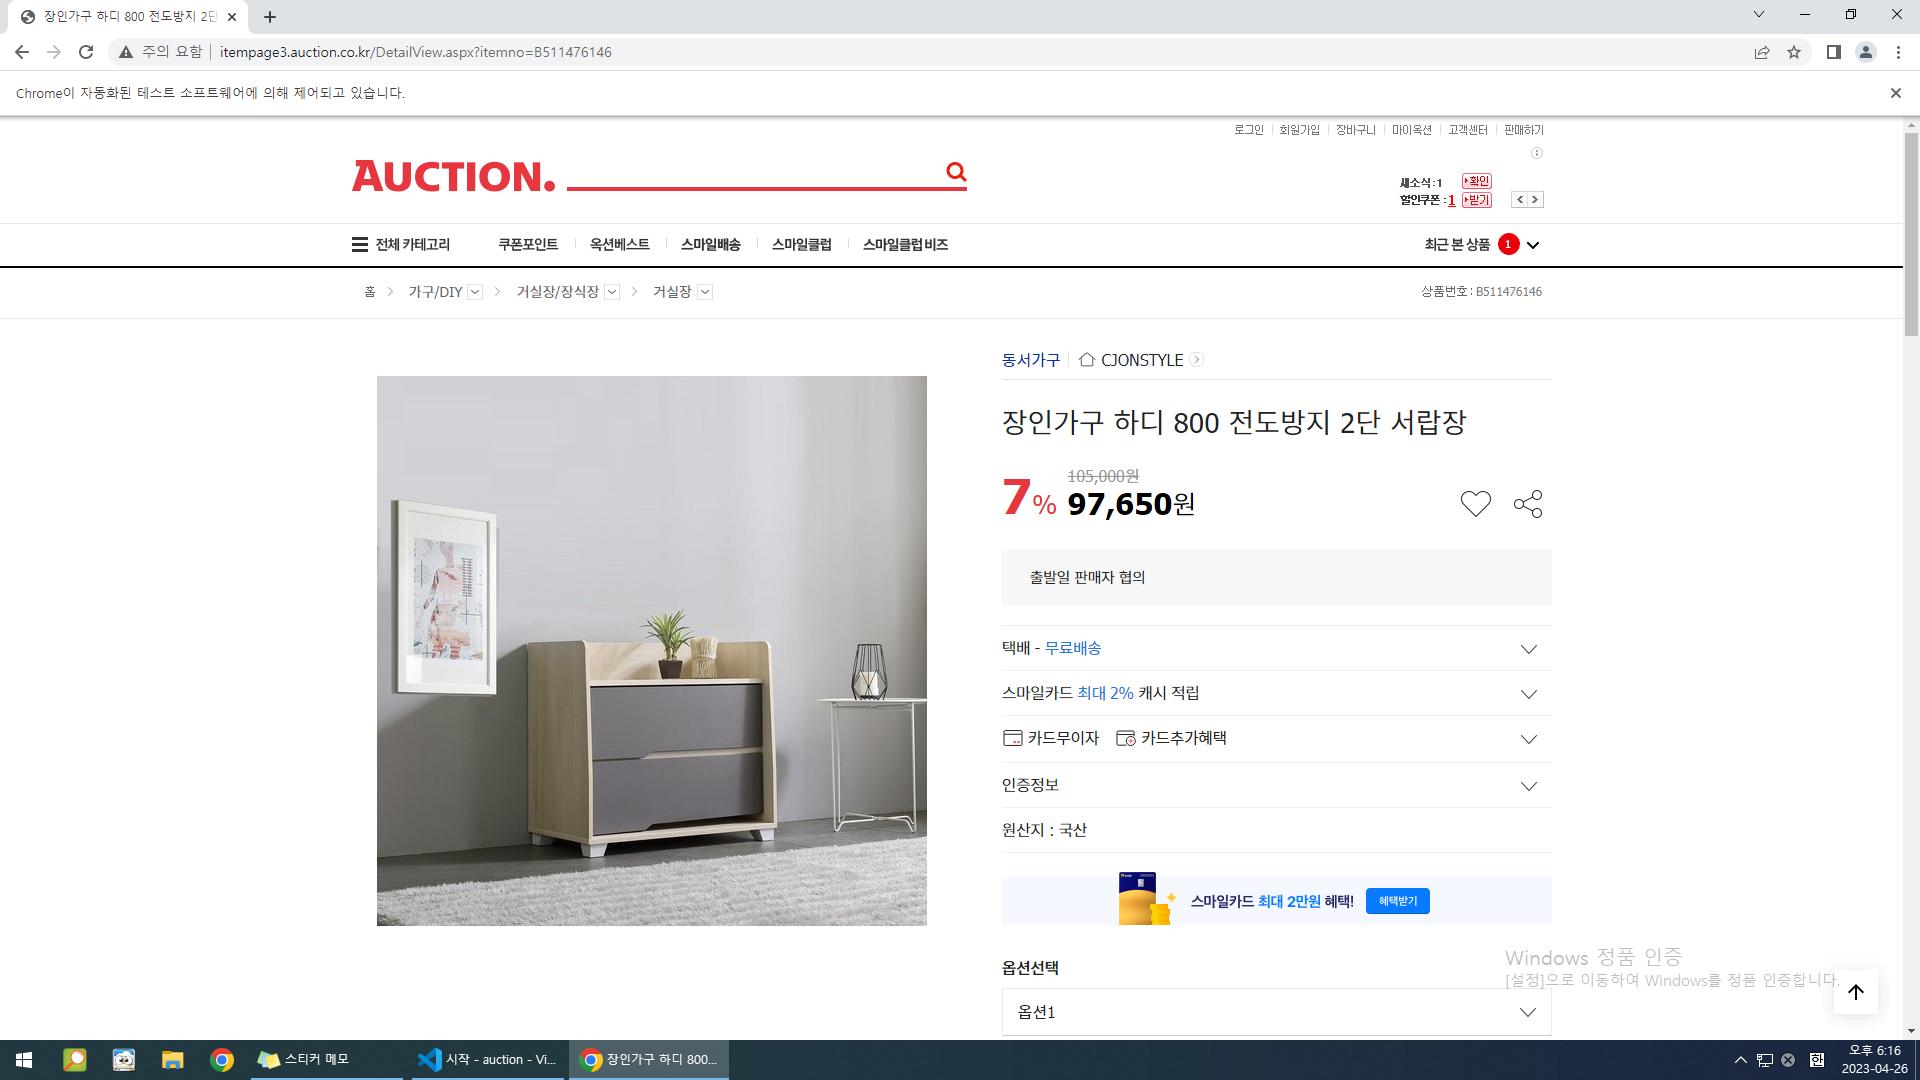 장인가구 하디 800 전도방지 2단
주의 요함
itempage3.auction.co.kr/DetailView.aspx?itemno=B511476146
Chrome이 자동화된 테스트 소프트웨어에 의해 제어되고 있습니다.
로그인 회원가입 장바구니 마이옥션 고객센터 판매하기
AUCTION.
새소식 : 1 확인
할인쿠폰 : 1 받기
전체 카테고리 쿠폰포인트 옥션베스트 스마일배송 스마일클럽 스마일클럽 비즈 최근 본 상품 1
홈 가구/DIY 거실장/장식장 거실장 상품번호 : B511476146
동서가구 CJONSTYLE
장인가구 하디 800 전도방지 2단 서랍장
105,000원
7% 97,650원
출발일 판매자 협의
택배 - 무료배송
스마일카드 최대 2% 캐시 적립
카드무이자 카드추가혜택
인증정보
원산지 : 국산
스마일카드 최대 2만원 혜택! 혜택받기
옵션선택
옵션1
Windows 정품 인증
[설정]으로 이동하여 Windows를 정품 인증합니다.
스티커 메모
시작 - auction - Vi...
장인가구 하디 800...
한
오후 6:16
2023-04-26